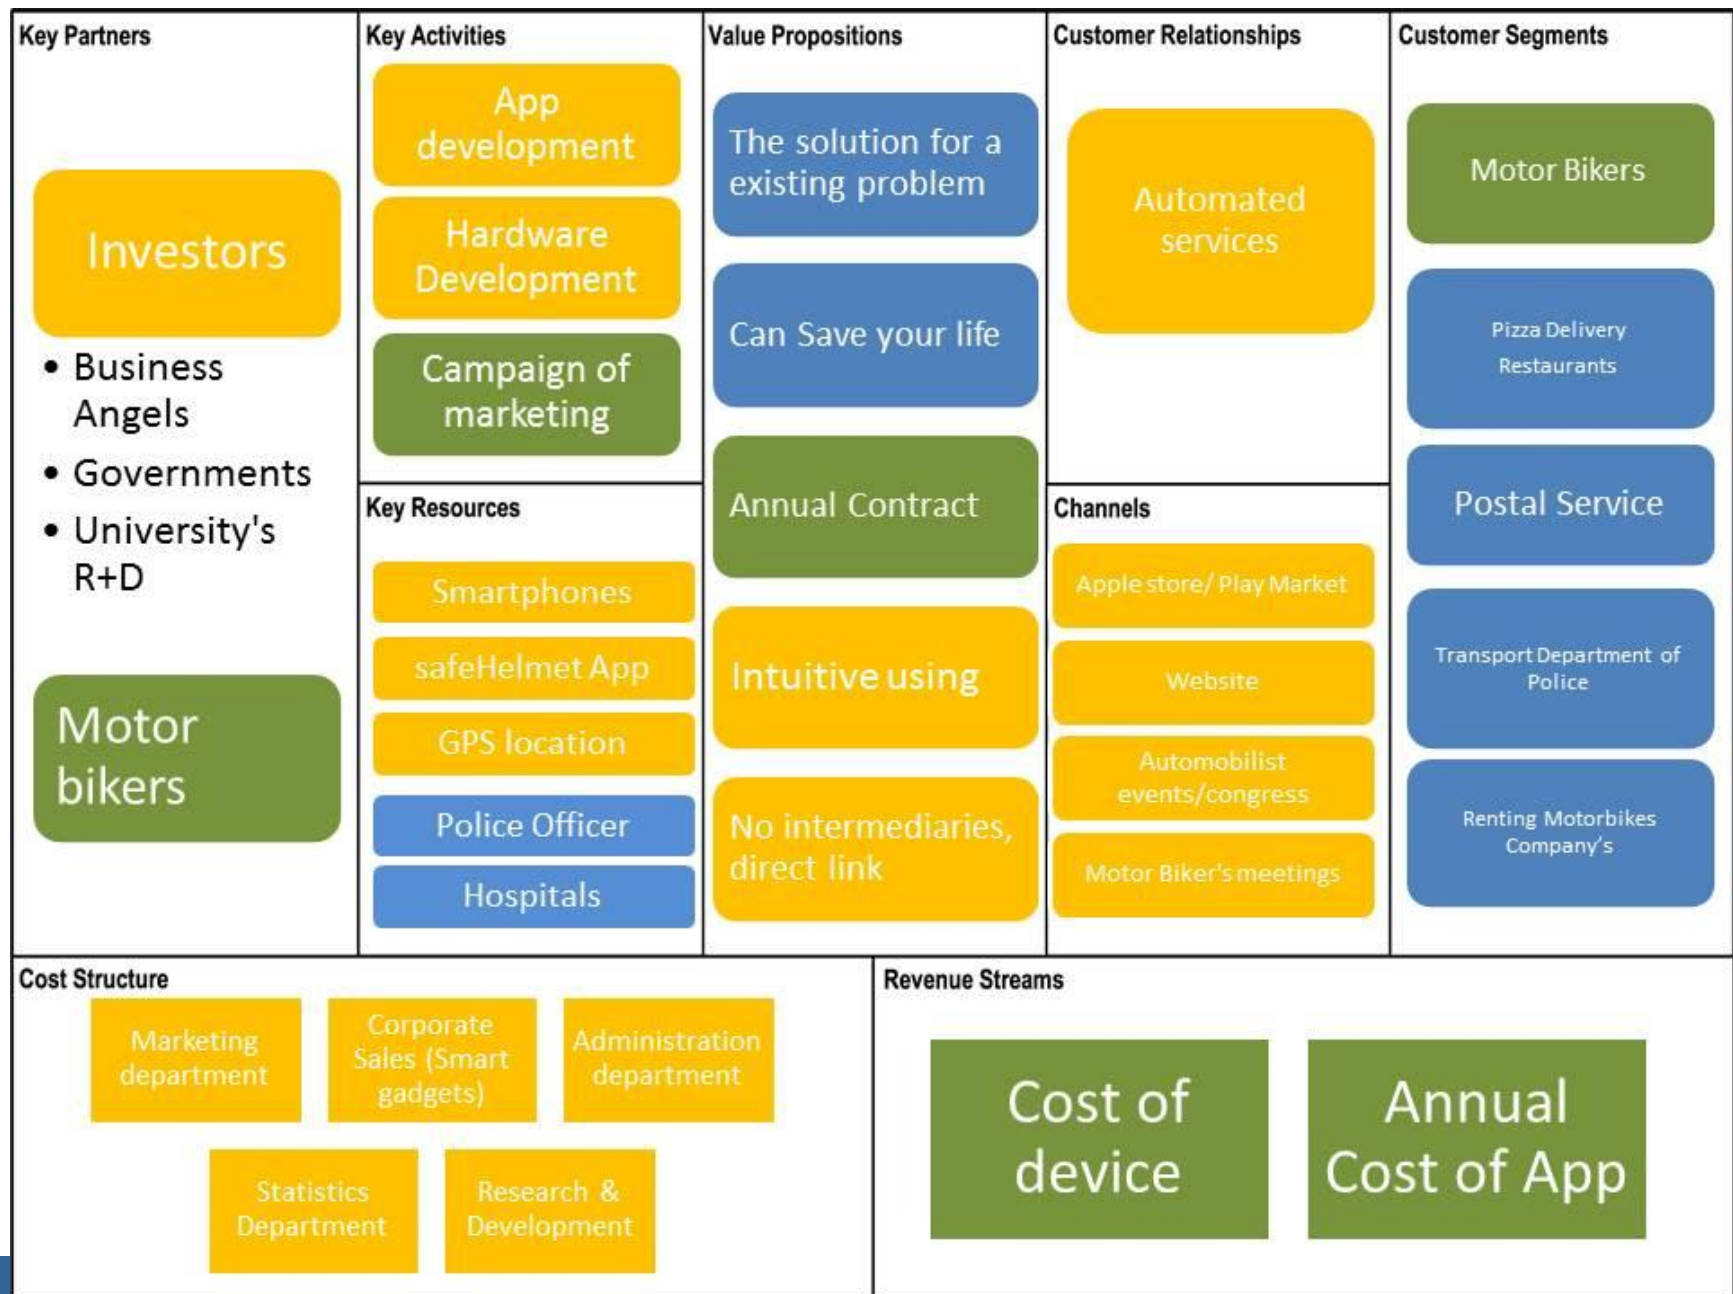 Key Partners
Investors
• Business
Angels
• Governments
• University's
R+D
Motor
bikers
Key Activities
App
development
Hardware
Development
Campaign of
marketing
Key Resources
Smartphones
safeHelmet App
GPS location
Police Officer
Hospitals
Value Propositions
The solution for a
existing problem
Can Save your life
Annual Contract
Intuitive using
No intermediaries,
direct link
Customer Relationships
Automated
services
Channels
Apple store/ Play Market
Website
Automobilist
events/congress
Motor Biker's meetings
Customer Segments
Motor Bikers
Pizza Delivery
Restaurants
Postal Service
Transport Department of
Police
Renting Motorbikes
Company's
Cost Structure
Marketing
department
Corporate
Sales (Smart
gadgets)
Administration
department
Statistics
Department
Research &
Development
Revenue Streams
Cost of
device
Annual
Cost of App